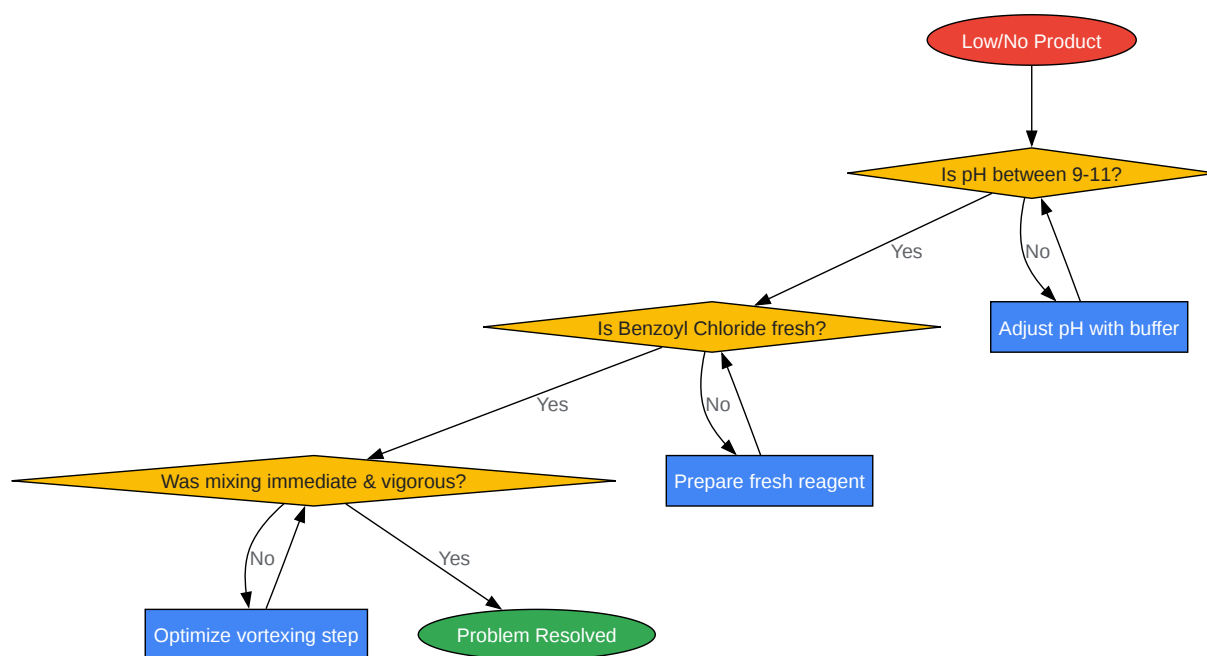 Low/No Product
Is pH between 9-11?
Yes
No
Is Benzoyl Chloride fresh?
Adjust pH with buffer
Yes
No
Was mixing immediate & vigorous?
Prepare fresh reagent
No
Yes
Optimize vortexing step
Problem Resolved